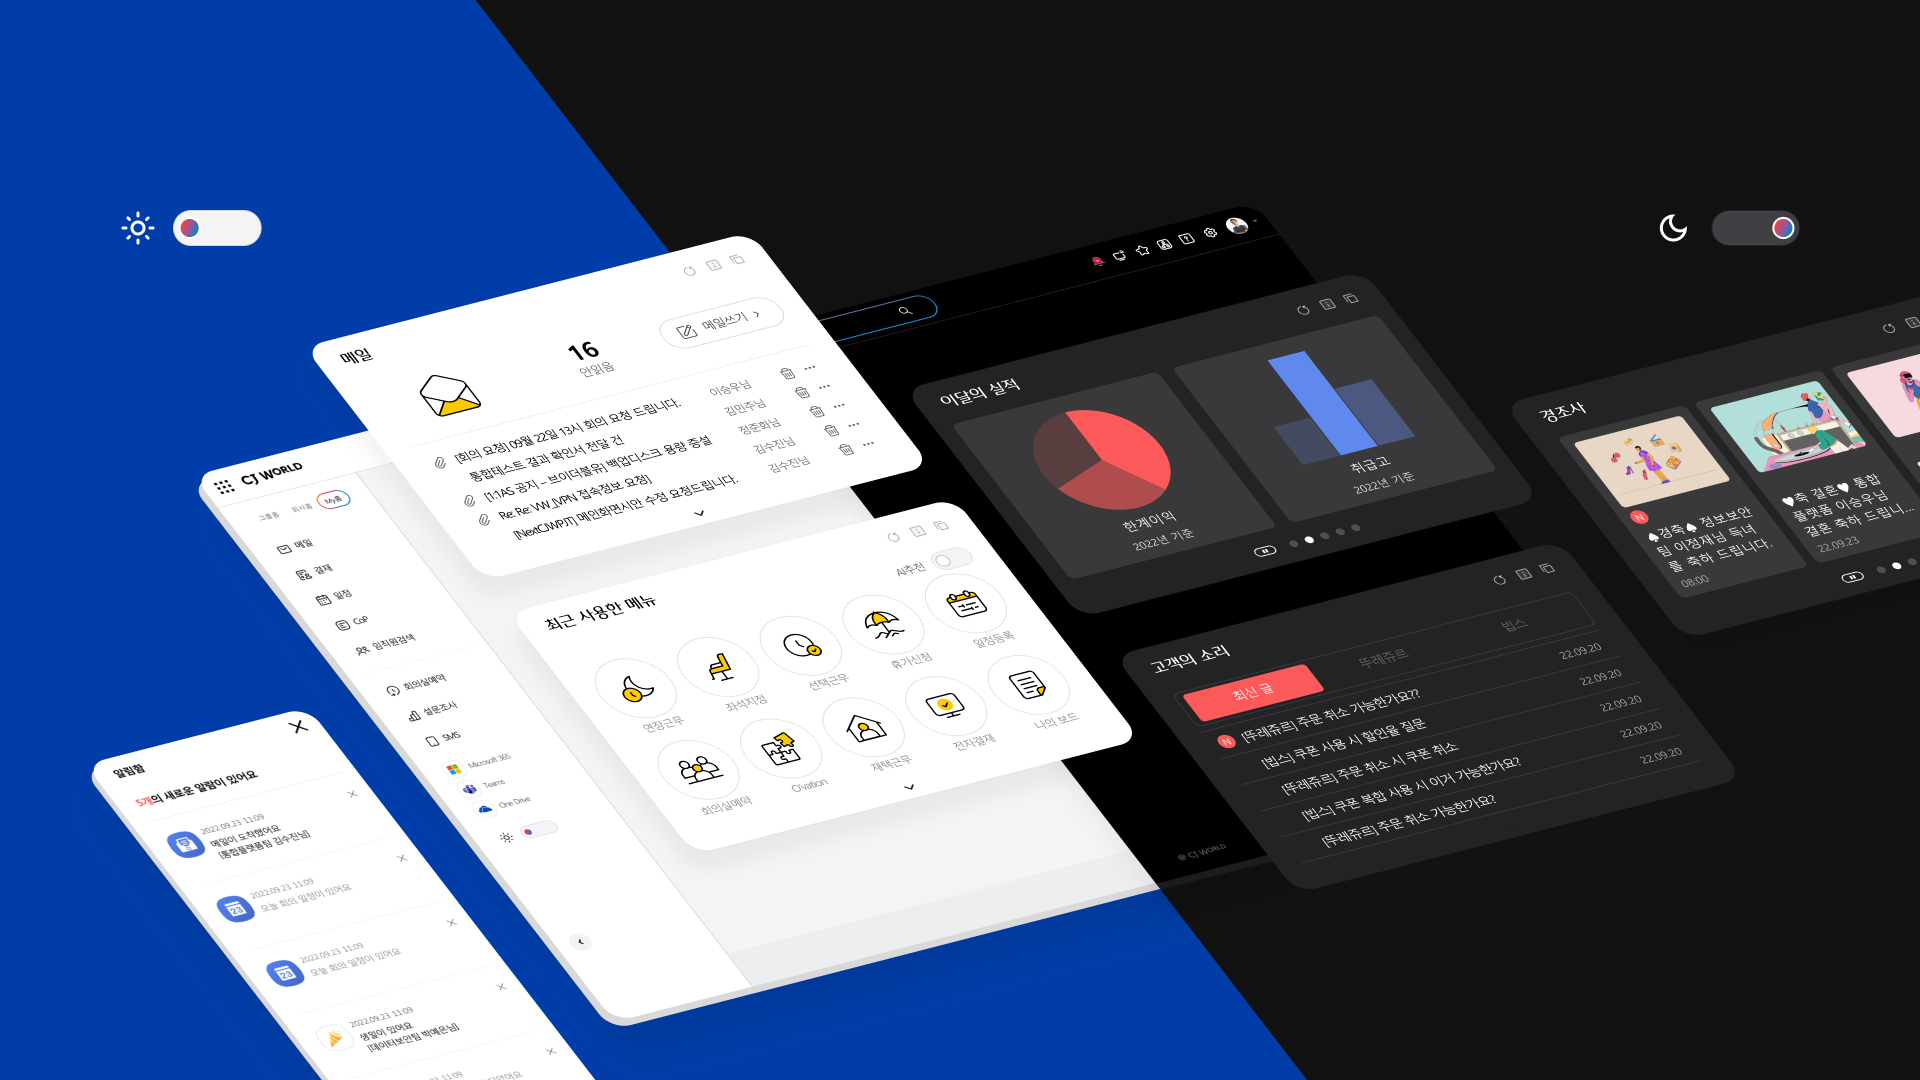 메일
16
안읽음
메일쓰기
[회의 요청] 09월 22일 13시 회의 요청 드립니다.
이승우님
통합테스트 결과 확인서 전달 건
김민주님
[1:1AS 공지 - 브이더블유] 백업디스크 용량 증설
정준화님
Re: Re: VW_[VPN 접속정보 요청]
김수진님
[NextCJWPJT] 메인화면시안 수정 요청드립니다.
김수진님
CJ WORLD
그룹홈
회사홈
My홈
메일
결재
일정
CoP
임직원검색
회의실예약
설문조사
SMS
Microsoft 365
Teams
One Drive
최근 사용한 메뉴
AI추천
연장근무
좌석지정
선택근무
휴가신청
일정등록
회의실예약
Ovation
재택근무
전자결재
나의 보드
알림함
5개의 새로운 알람이 있어요
2022.09.23 11:09
메일이 도착했어요
[통합플랫폼팀 김수진님]
2022.09.23 11:09
오늘 회의 일정이 있어요
23
2022.09.23 11:09
오늘 회의 일정이 있어요
23
2022.09.23 11:09
생일이 있어요
[데이터보안팀 박예은님]
이달의 실적
한계이익
2022년 기준
취급고
2022년 기준
고객의 소리
최신 글
뚜레쥬르
빕스
N
[뚜레쥬르] 주문 취소 가능한가요??
22.09.20
[빕스] 쿠폰 사용 시 할인율 질문
22.09.20
[뚜레쥬르] 주문 취소 시 쿠폰 취소
22.09.20
[빕스] 쿠폰 복합 사용 시 이거 가능한가요?
22.09.20
[뚜레쥬르] 주문 취소 가능한가요?
22.09.20
@ CJ WORLD
경조사
N
♠경축♠ 정보보안
팀 이정재님 득녀
를 축하 드립니다.
08:00
♥축 결혼♥ 통합
플랫폼 이승우님
결혼 축하 드립니...
22.09.23